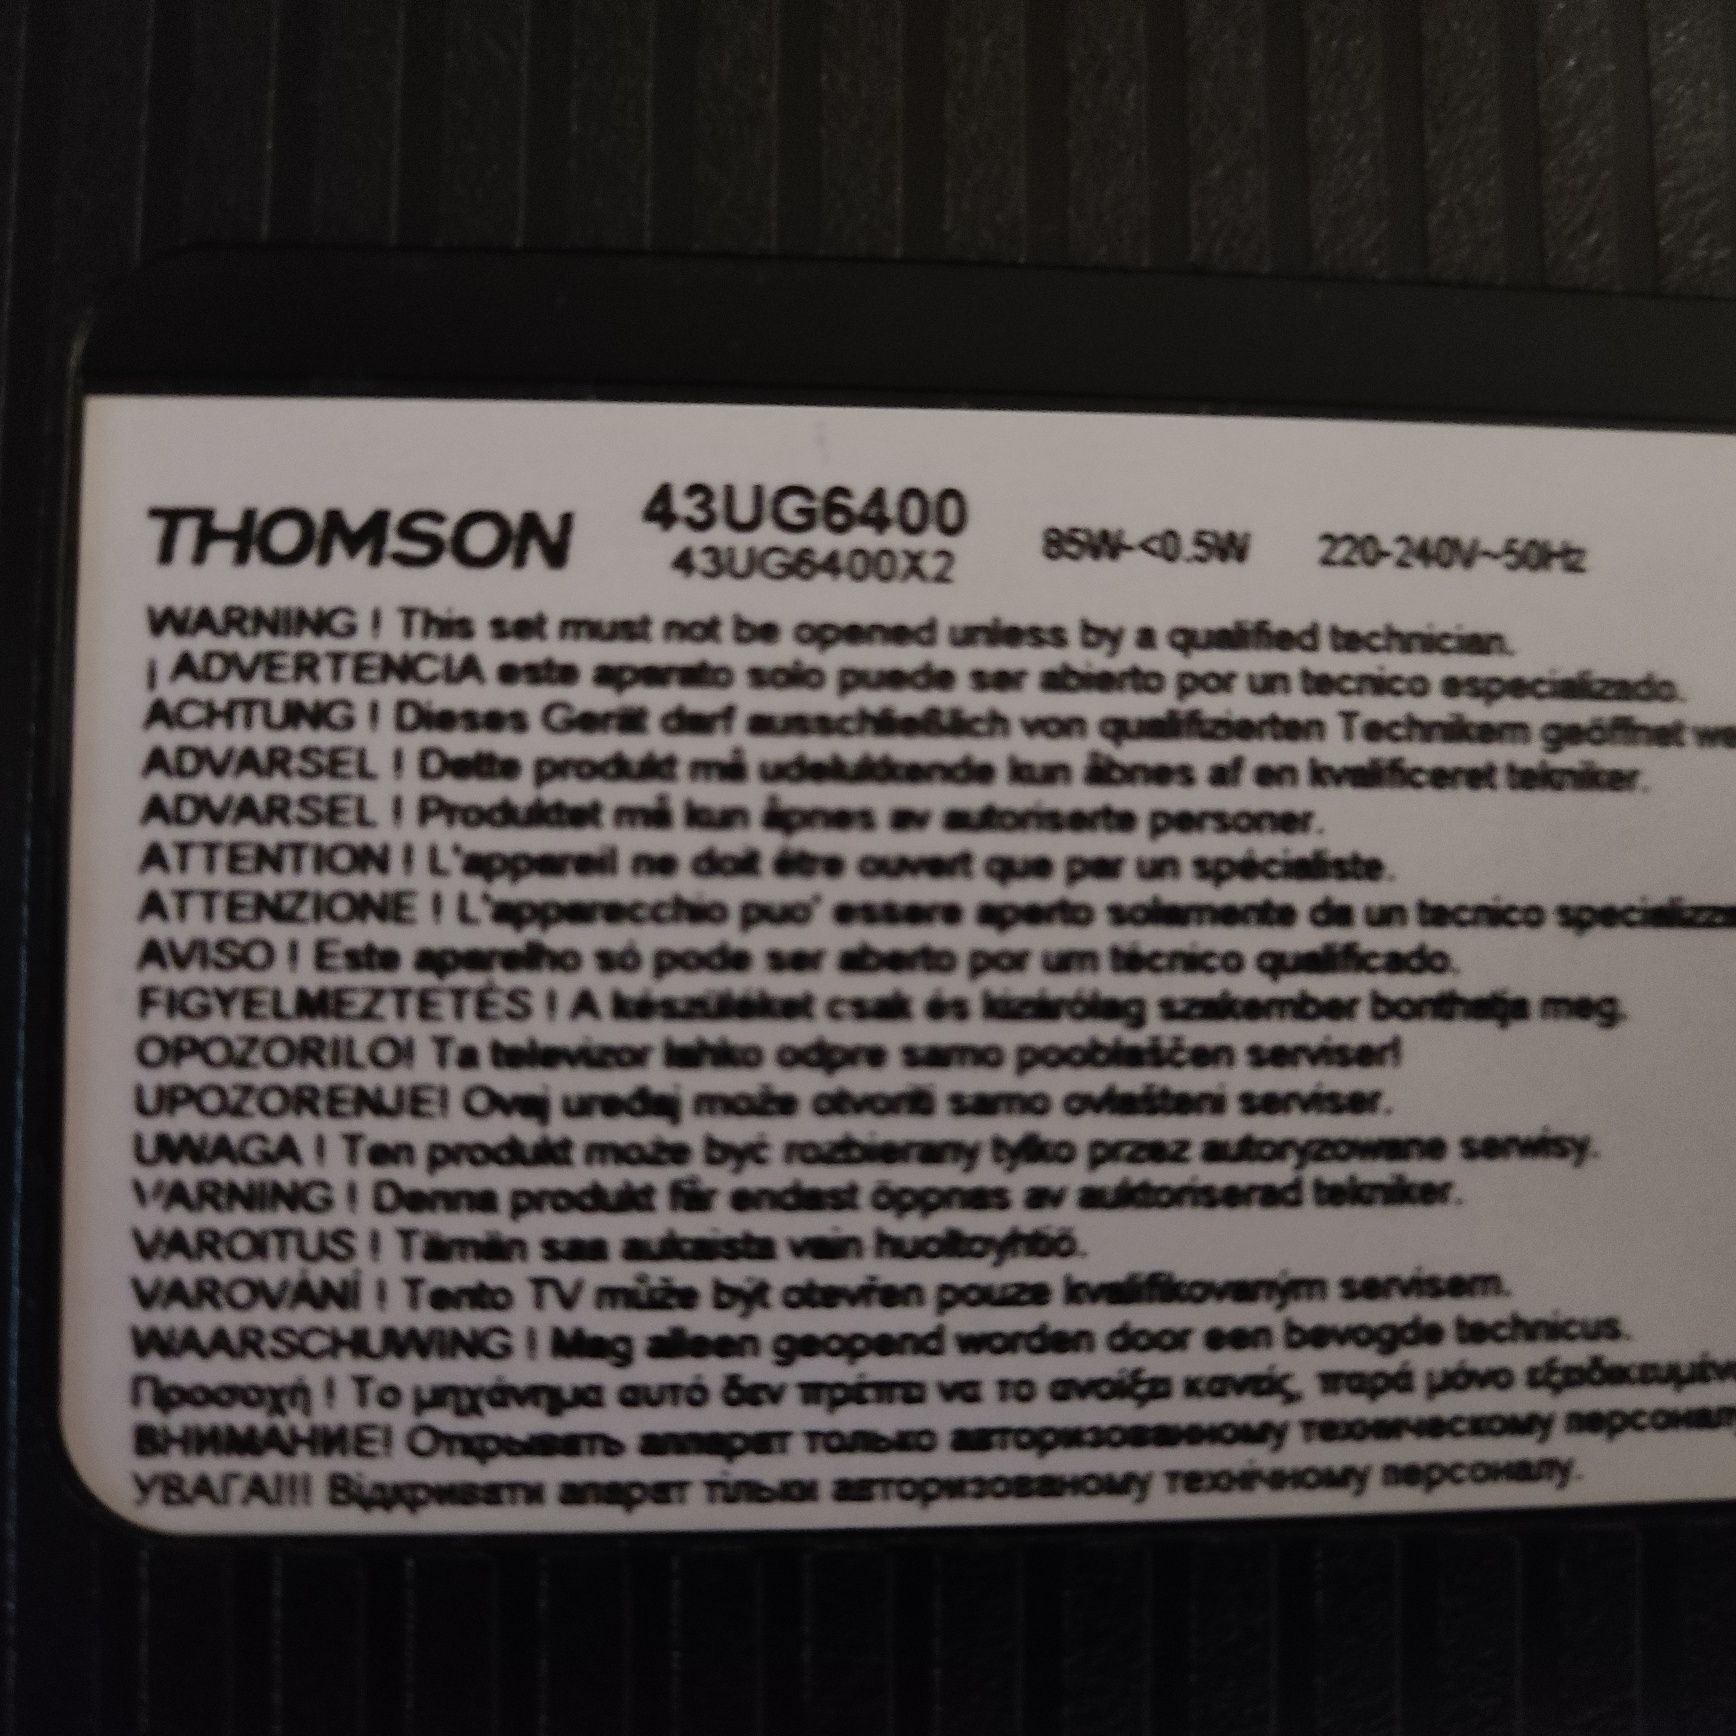 THOMSON 43UG6400 85W-<0.5W 220-240V~50Hz
43UG6400X2
WARNING ! This set must not be opened unless by a qualified technician.
¡ ADVERTENCIA este aparato solo puede ser abierto por un tecnico especializado.
ACHTUNG ! Dieses Gerät darf ausschließlich von qualifizierten Technikern geöffnet we
ADVARSEL ! Dette produkt må udelukkende kun åbnes af en kvalificeret tekniker.
ADVARSEL ! Produktet må kun åpnes av autoriserte personer.
ATTENTION ! L'appareil ne doit être ouvert que par un spécialiste.
ATTENZIONE ! L'apparecchio puo' essere aperto solamente da un tecnico specializza
AVISO ! Este aparelho só pode ser aberto por um técnico qualificado.
FIGYELMEZTETÉS ! A készüléket csak és kizárólag szakember bonthatja meg.
OPOZORILO! Ta televizor lahko odpre samo pooblaščen serviser!
UPOZORENJE! Ovaj uređaj može otvoriti samo ovlašteni serviser.
UWAGA ! Ten produkt może być rozbierany tylko przez autoryzowane serwisy.
VARNING ! Denna produkt får endast öppnas av auktoriserad tekniker.
VAROITUS ! Tämän saa aukaista vain huoltoyhtiö.
VAROVÁNÍ ! Tento TV může být otevřen pouze kvalifikovaným servisem.
WAARSCHUWING ! Mag alleen geopend worden door een bevogde technicus.
Προσοχή ! Το μηχάνημα αυτό δεν πρέπει να το ανοίξει κανείς, παρά μόνο εξειδικευμέν
ВНИМАНИЕ! Открывать аппарат только авторизованному техническому персонал
УВАГА!!! Відкривати апарат тільки авторизованому технічному персоналу.